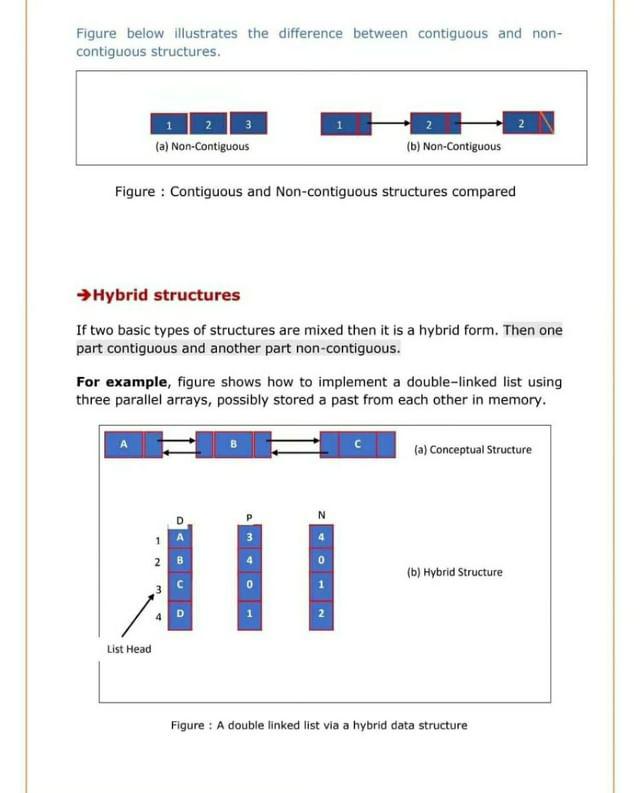 Figure below illustrates the difference between contiguous and non-
contiguous structures.
1 2 3 1 2 2
(a) Non-Contiguous (b) Non-Contiguous
Figure : Contiguous and Non-contiguous structures compared
➔Hybrid structures
If two basic types of structures are mixed then it is a hybrid form. Then one
part contiguous and another part non-contiguous.
For example, figure shows how to implement a double–linked list using
three parallel arrays, possibly stored a past from each other in memory.
A B C (a) Conceptual Structure
D P N
1 A 3 4
2 B 4 0
(b) Hybrid Structure
3 C 0 1
4 D 1 2
List Head
Figure : A double linked list via a hybrid data structure